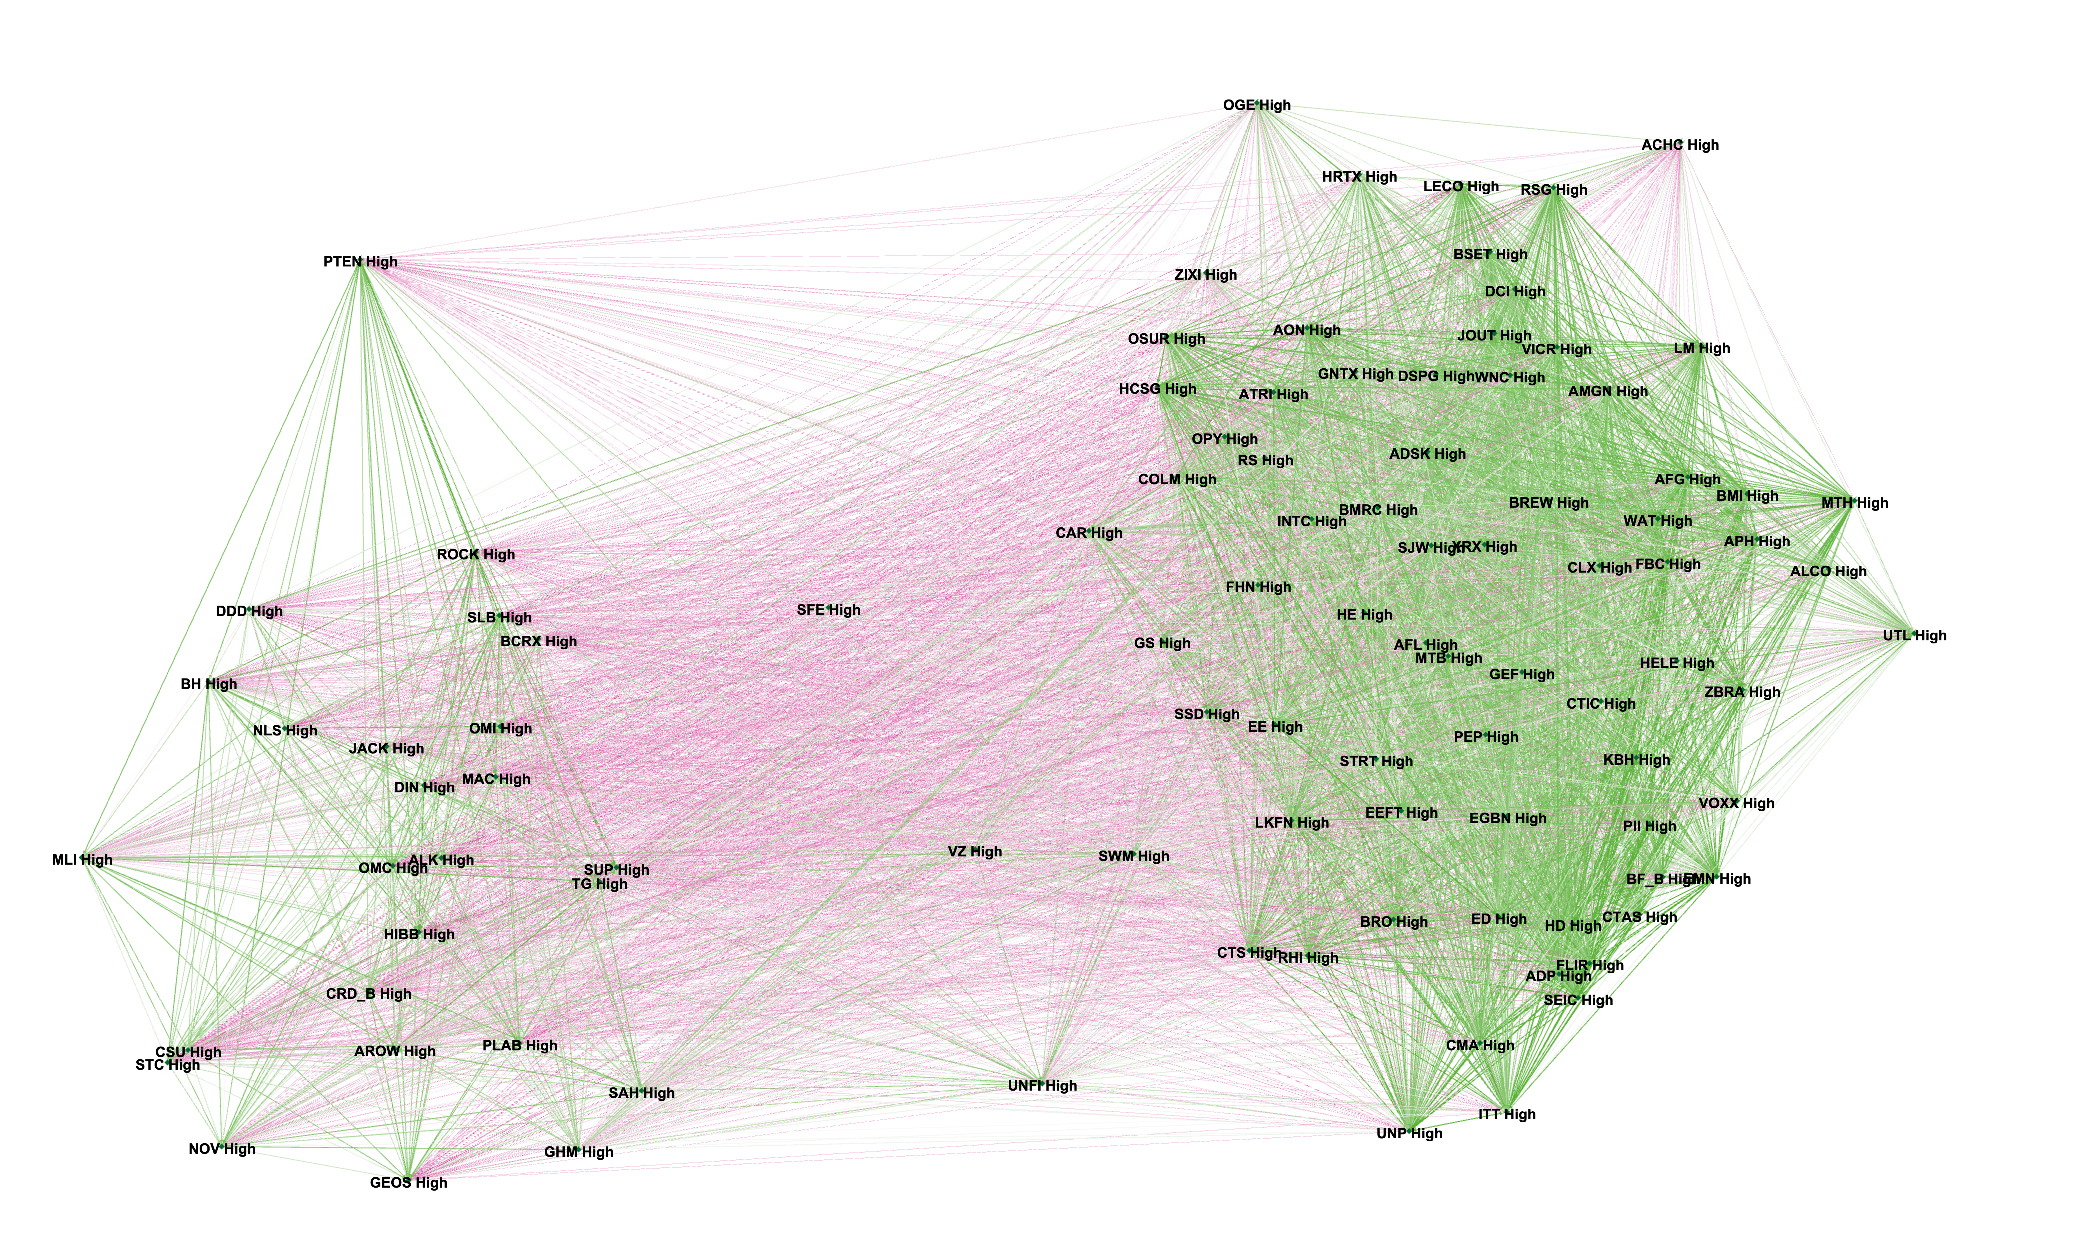 OGE High
ACHC High
HRTX High
LECO High
RSG High
BSET High
PTEN High
ZIXI High
DCI High
AON High
OSUR High
JOUT High
VICR High
LM High
GNTX High
DSPG High
WNC High
HCSG High
ATRI High
AMGN High
OPY High
ADSK High
RS High
COLM High
AFG High
BMI High
BREW High
MTH High
BMRC High
INTC High
WAT High
CAR High
APH High
SJW High
XRX High
ROCK High
FBC High
CLX High
ALCO High
FHN High
DDD High
SFE High
HE High
SLB High
UTL High
BCRX High
GS High
AFL High
MTB High
HELE High
GEF High
BH High
ZBRA High
CTIC High
SSD High
EE High
OMI High
NLS High
PEP High
JACK High
KBH High
STRT High
MAC High
DIN High
VOXX High
EEFT High
EGBN High
LKFN High
PII High
VZ High
SWM High
MLI High
ALK High
OMC High
SUP High
TG High
BF_B High
EMN High
CTAS High
ED High
BRO High
HD High
HIBB High
CTS High
RHI High
FLIR High
ADP High
CRD_B High
SEIC High
PLAB High
CMA High
AROW High
CSU High
STC High
UNFI High
SAH High
ITT High
UNP High
NOV High
GHM High
GEOS High